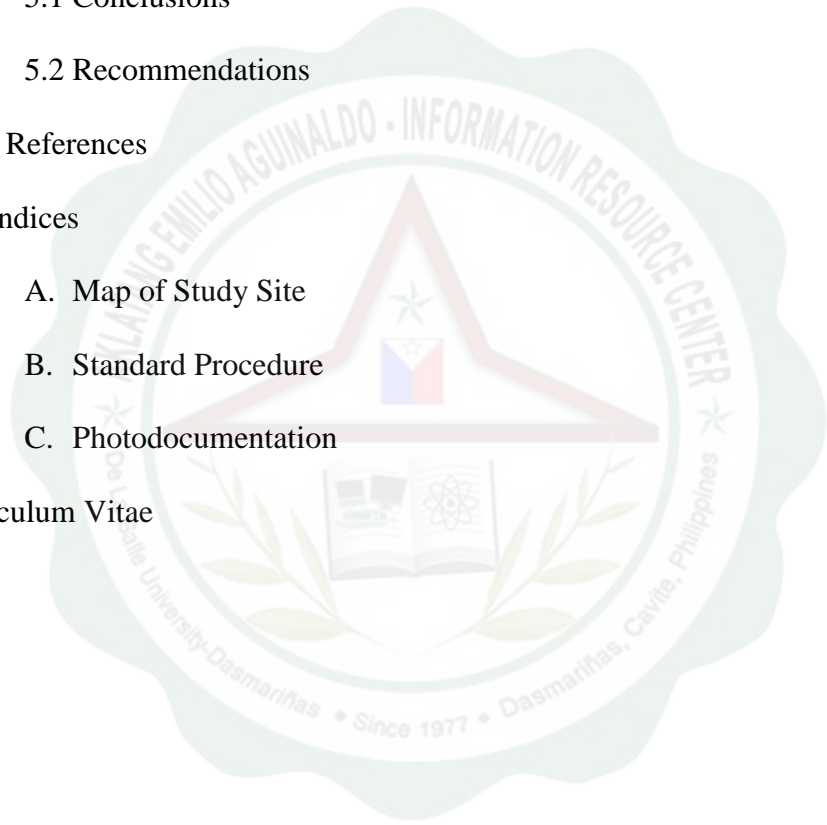 5.1 Conclusions
5.2 Recommendations
References
ndices
A. Map of Study Site
B. Standard Procedure
C. Photodocumentation
culum Vitae
AKLATANG EMILIO AGUINALDO - INFORMATION RESOURCE CENTER
De La Salle University-Dasmariñas • Since 1977 • Dasmariñas, Cavite, Philippines